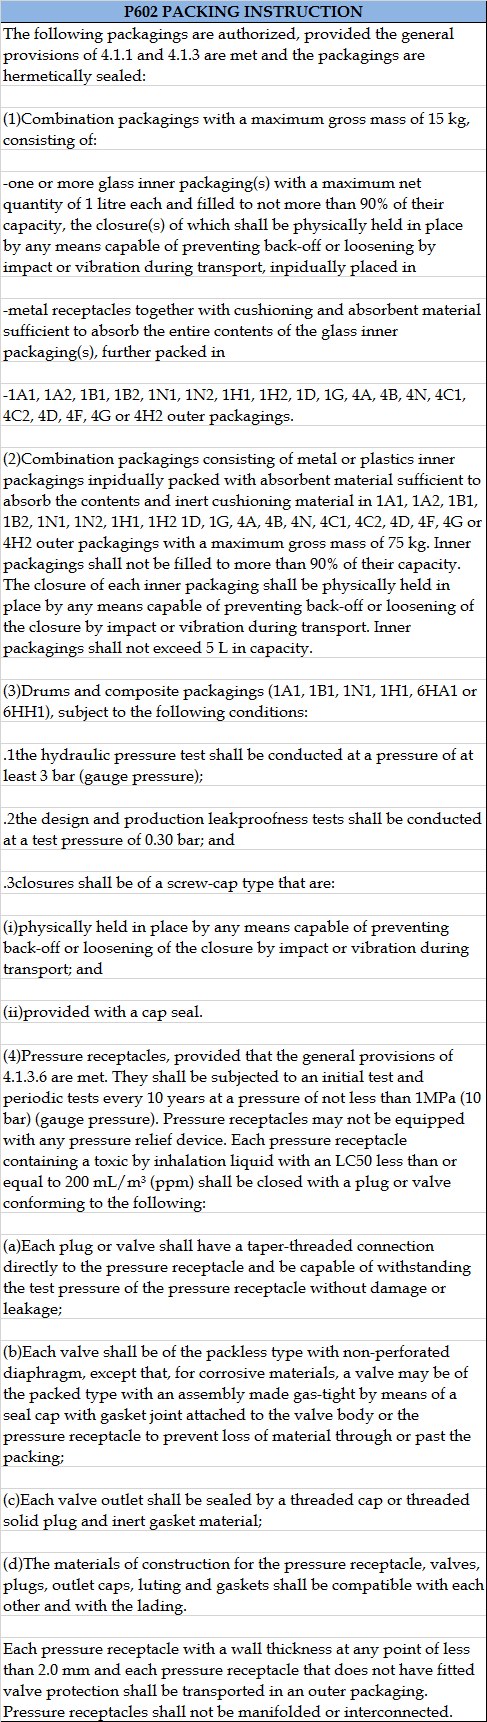 P602 PACKING INSTRUCTION
The following packagings are authorized, provided the general
provisions of 4.1.1 and 4.1.3 are met and the packagings are
hermetically sealed:
(1)Combination packagings with a maximum gross mass of 15 kg,
consisting of:
-one or more glass inner packaging(s) with a maximum net
quantity of 1 litre each and filled to not more than 90% of their
capacity, the closure(s) of which shall be physically held in place
by any means capable of preventing back-off or loosening by
impact or vibration during transport, inpidually placed in
-metal receptacles together with cushioning and absorbent material
sufficient to absorb the entire contents of the glass inner
packaging(s), further packed in
-1A1, 1A2, 1B1, 1B2, 1N1, 1N2, 1H1, 1H2, 1D, 1G, 4A, 4B, 4N, 4C1,
4C2, 4D, 4F, 4G or 4H2 outer packagings.
(2)Combination packagings consisting of metal or plastics inner
packagings inpidually packed with absorbent material sufficient to
absorb the contents and inert cushioning material in 1A1, 1A2, 1B1,
1B2, 1N1, 1N2, 1H1, 1H2 1D, 1G, 4A, 4B, 4N, 4C1, 4C2, 4D, 4F, 4G or
4H2 outer packagings with a maximum gross mass of 75 kg. Inner
packagings shall not be filled to more than 90% of their capacity.
The closure of each inner packaging shall be physically held in
place by any means capable of preventing back-off or loosening of
the closure by impact or vibration during transport. Inner
packagings shall not exceed 5 L in capacity.
(3)Drums and composite packagings (1A1, 1B1, 1N1, 1H1, 6HA1 or
6HH1), subject to the following conditions:
.1the hydraulic pressure test shall be conducted at a pressure of at
least 3 bar (gauge pressure);
.2the design and production leakproofness tests shall be conducted
at a test pressure of 0.30 bar; and
.3closures shall be of a screw-cap type that are:
(i)physically held in place by any means capable of preventing
back-off or loosening of the closure by impact or vibration during
transport; and
(ii)provided with a cap seal.
(4)Pressure receptacles, provided that the general provisions of
4.1.3.6 are met. They shall be subjected to an initial test and
periodic tests every 10 years at a pressure of not less than 1MPa (10
bar) (gauge pressure). Pressure receptacles may not be equipped
with any pressure relief device. Each pressure receptacle
containing a toxic by inhalation liquid with an LC50 less than or
equal to 200 mL/m³ (ppm) shall be closed with a plug or valve
conforming to the following:
(a)Each plug or valve shall have a taper-threaded connection
directly to the pressure receptacle and be capable of withstanding
the test pressure of the pressure receptacle without damage or
leakage;
(b)Each valve shall be of the packless type with non-perforated
diaphragm, except that, for corrosive materials, a valve may be of
the packed type with an assembly made gas-tight by means of a
seal cap with gasket joint attached to the valve body or the
pressure receptacle to prevent loss of material through or past the
packing;
(c)Each valve outlet shall be sealed by a threaded cap or threaded
solid plug and inert gasket material;
(d)The materials of construction for the pressure receptacle, valves,
plugs, outlet caps, luting and gaskets shall be compatible with each
other and with the lading.
Each pressure receptacle with a wall thickness at any point of less
than 2.0 mm and each pressure receptacle that does not have fitted
valve protection shall be transported in an outer packaging.
Pressure receptacles shall not be manifolded or interconnected.